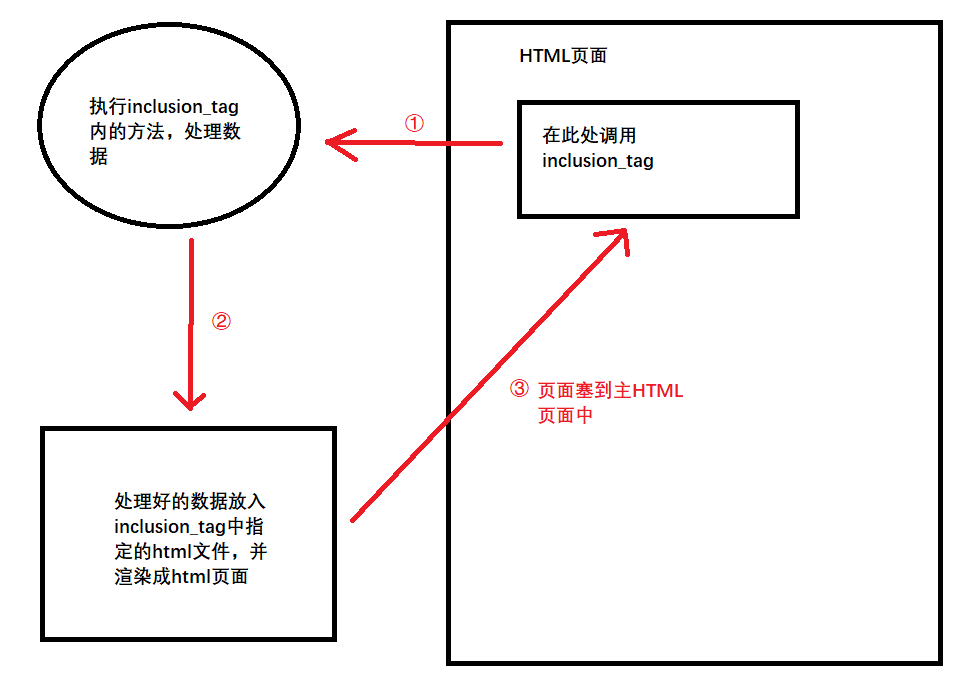 HTML页面
执行inclusion_tag
内的方法，处理数
据
①
在此处调用
inclusion_tag
②
③ 页面塞到主HTML
页面中
处理好的数据放入
inclusion_tag中指
定的html文件，并
渲染成html页面